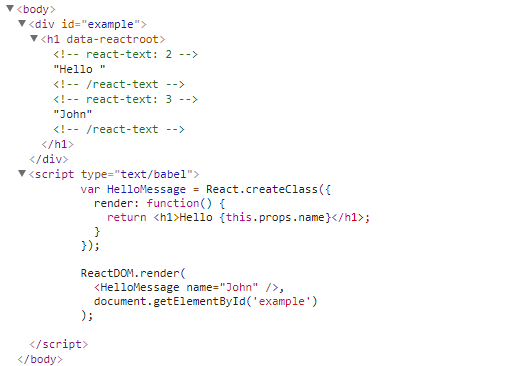 ▼<body>
▼<div id="example">
▼<h1 data-reactroot>
<!-- react-text: 2 -->
"Hello "
<!-- /react-text -->
<!-- react-text: 3 -->
"John"
<!-- /react-text -->
</h1>
</div>
▼<script type="text/babel">
var HelloMessage = React.createClass({
render: function() {
return <h1>Hello {this.props.name}</h1>;
}
});
ReactDOM.render(
<HelloMessage name="John" />,
document.getElementById('example')
);
</script>
</body>